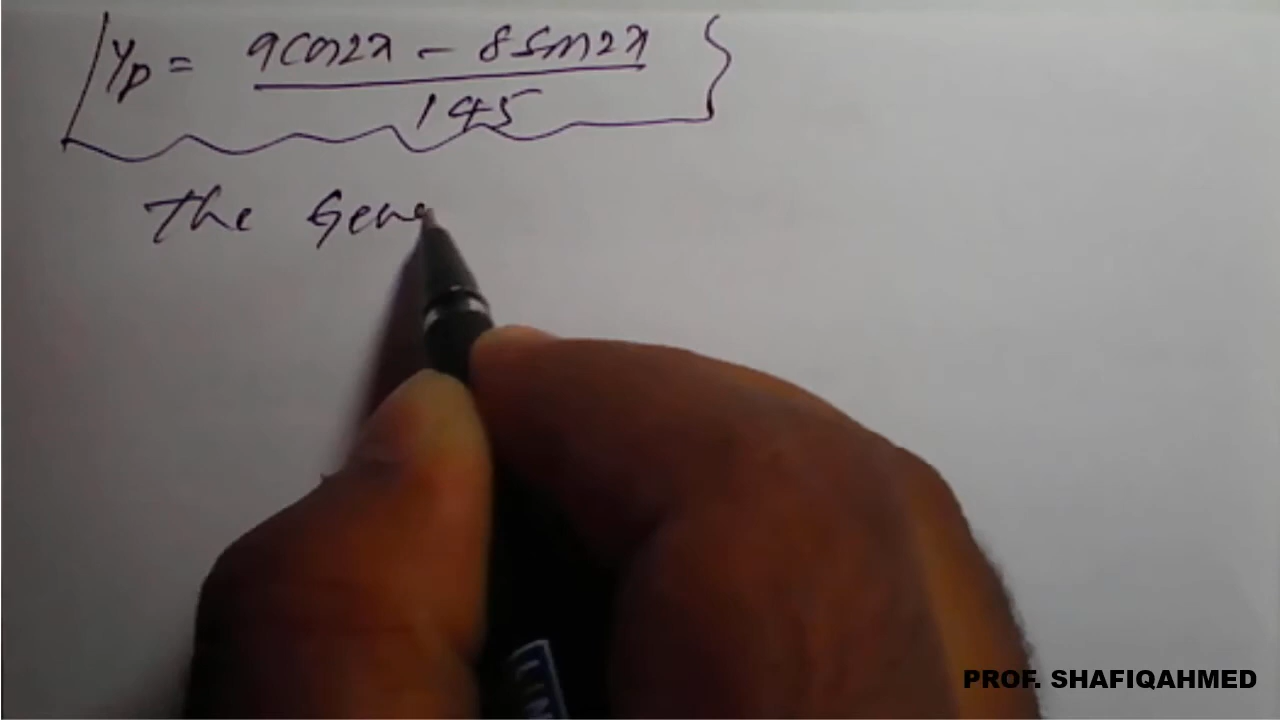 yp = 9cos2x - 8sin2x
145
The Gene
PROF. SHAFIQAHMED